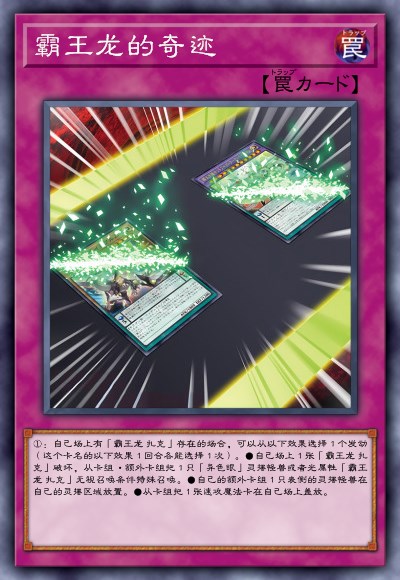 霸王龙的奇迹
トラップ
罠
トラップ
【罠カード】
①:自己场上有「霸王龙 扎克」存在的场合,可以从以下效果选择1个发动
(这个卡名的以下效果1回合各能选择1次)。●自己场上1张「霸王龙 扎
克」破坏,从卡组·额外卡组把1只「异色眼」灵摆怪兽或者光属性「霸王
龙 扎克」无视召唤条件特殊召唤。●自己的额外卡组1只表侧的灵摆怪兽在
自己的灵摆区域放置。●从卡组把1张速攻魔法卡在自己场上盖放。